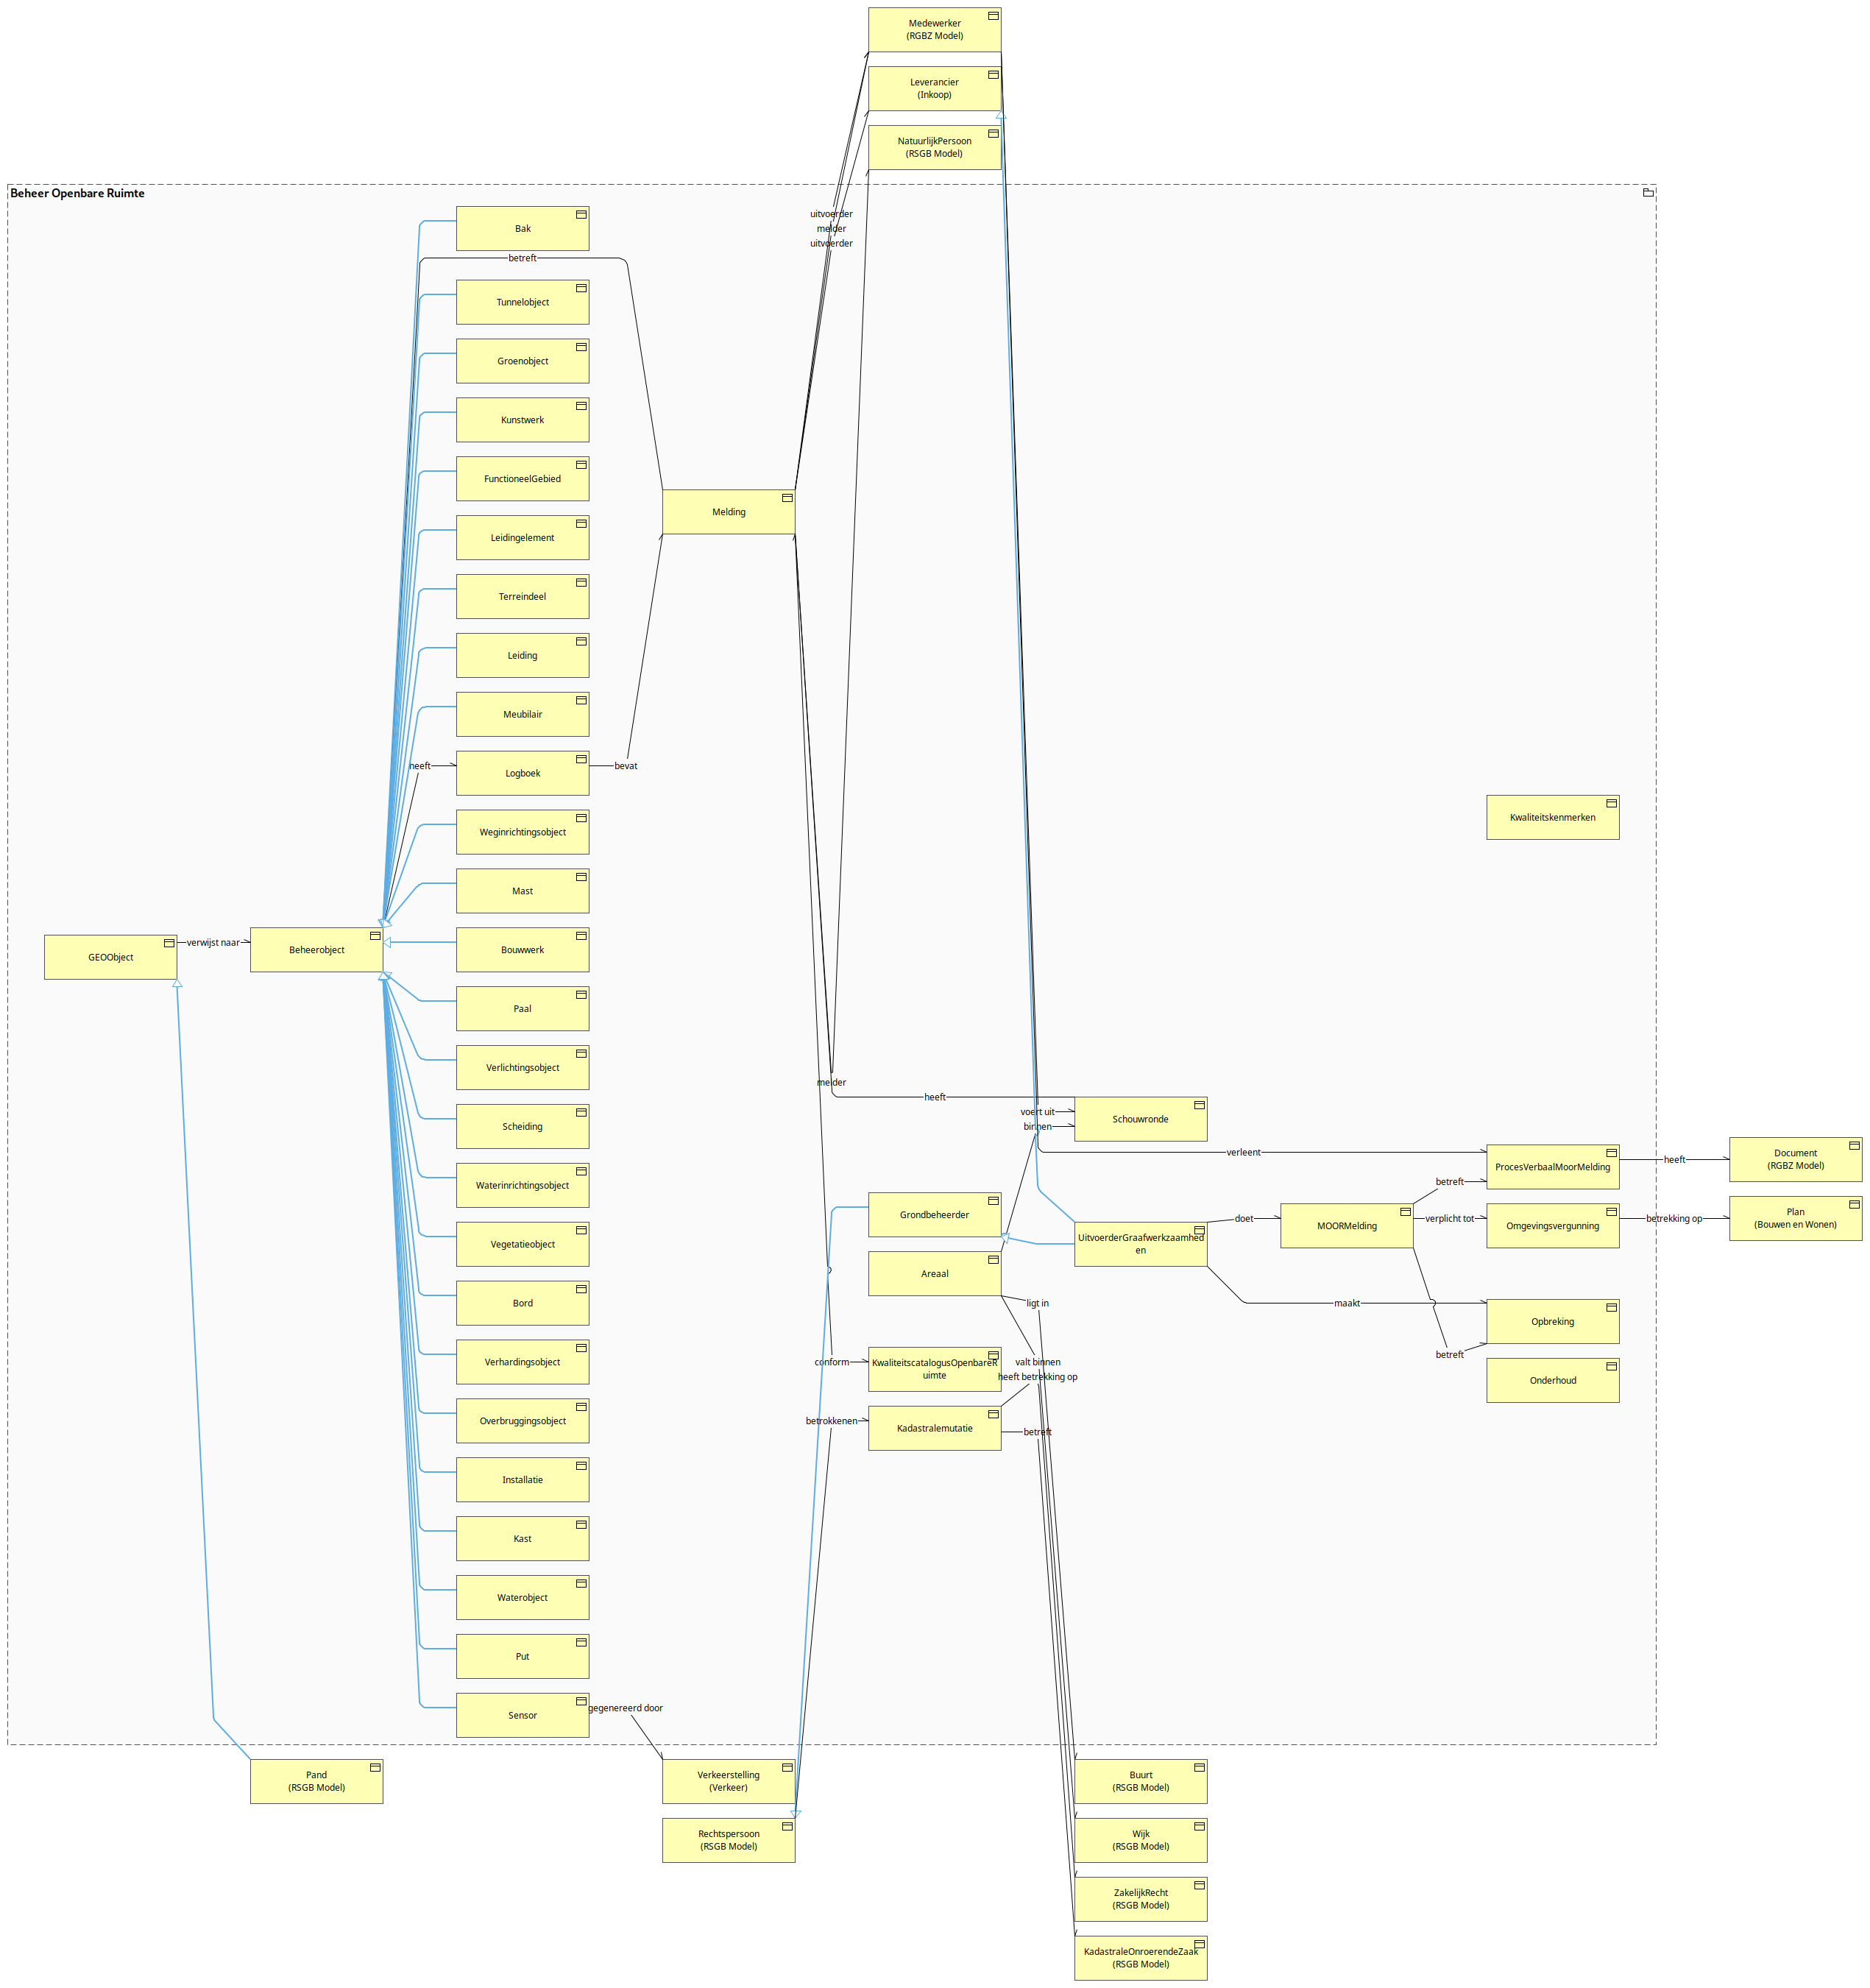 Medewerker
(RGBZ Model)
Leverancier
(Inkoop)
NatuurlijkPersoon
(RSGB Model)
Beheer Openbare Ruimte
uitvoerder
melder
uitvoerder
Bak
betreft
Tunnelobject
Groenobject
Kunstwerk
FunctioneelGebied
Leidingelement
Terreindeel
Leiding
Meubilair
heeft
Logboek
bevat
Melding
Weginrichtingsobject
Mast
Kwaliteitskenmerken
GEOObject
verwijst naar
Beheerobject
Bouwwerk
Paal
Verlichtingsobject
Scheiding
Waterinrichtingsobject
Vegetatieobject
Bord
Verhardingsobject
Overbruggingsobject
Installatie
Kast
Waterobject
Put
Sensor
gegenereerd door
melder
heeft
voert uit
binnen
Schouwronde
verleent
ProcesVerbaalMoorMelding
heeft
Document
(RGBZ Model)
betreft
Grondbeheerder
UitvoerderGraafwerkzaamhed
en
doet
MOORMelding
verplicht tot
Omgevingsvergunning
betrekking op
Plan
(Bouwen en Wonen)
Areaal
ligt in
maakt
Opbreking
betreft
conform
KwaliteitscatalogusOpenbareR
uimte
valt binnen
heeft betrekking op
Onderhoud
betrokkenen
Kadastralemutatie
betreft
Pand
(RSGB Model)
Verkeerstelling
(Verkeer)
Rechtspersoon
(RSGB Model)
Buurt
(RSGB Model)
Wijk
(RSGB Model)
ZakelijkRecht
(RSGB Model)
KadastraleOnroerendeZaak
(RSGB Model)